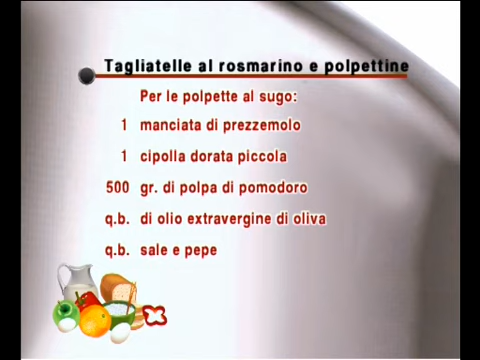 Tagliatelle al rosmarino e polpettine
Per le polpette al sugo:
1 manciata di prezzemolo
1 cipolla dorata piccola
500 gr. di polpa di pomodoro
q.b. di olio extravergine di oliva
q.b. sale e pepe